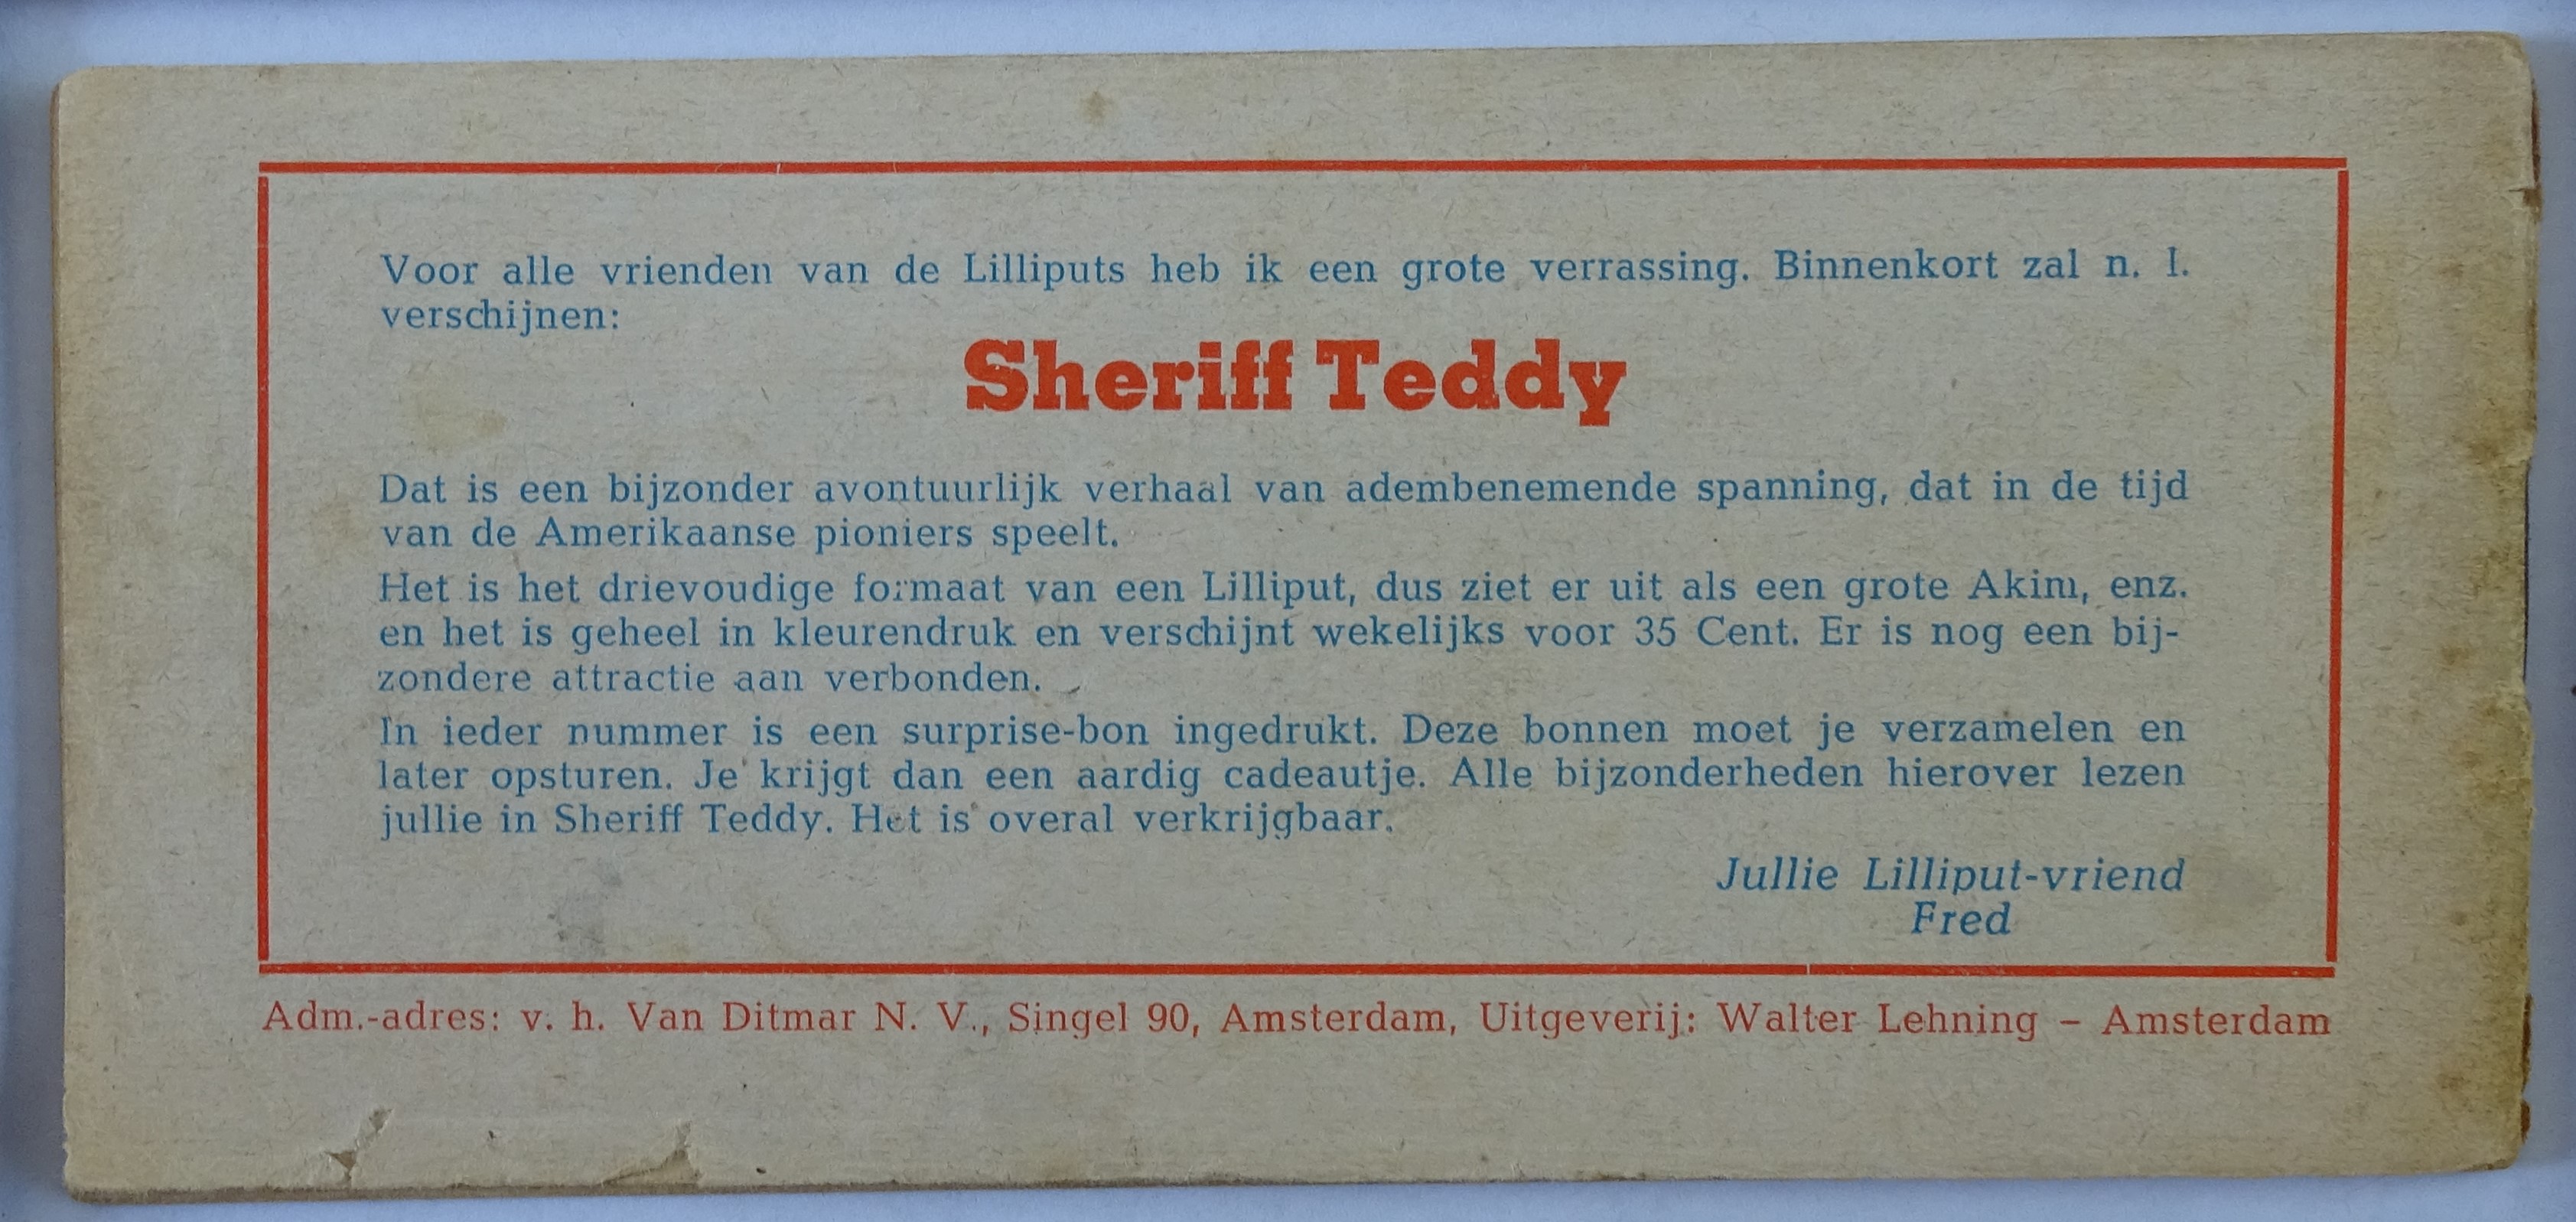 Voor alle vrienden van de Lilliputs heb ik een grote verrassing. Binnenkort zal n. l.
verschijnen:
Sheriff Teddy
Dat is een bijzonder avontuurlijk verhaal van adembenemende spanning, dat in de tijd
van de Amerikaanse pioniers speelt.
Het is het drievoudige formaat van een Lilliput, dus ziet er uit als een grote Akim, enz.
en het is geheel in kleurendruk en verschijnt wekelijks voor 35 Cent. Er is nog een bij-
zondere attractie aan verbonden.
In ieder nummer is een surprise-bon ingedrukt. Deze bonnen moet je verzamelen en
later opsturen. Je krijgt dan een aardig cadeautje. Alle bijzonderheden hierover lezen
jullie in Sheriff Teddy. Het is overal verkrijgbaar.
Jullie Lilliput-vriend
Fred
Adm.-adres: v. h. Van Ditmar N. V., Singel 90, Amsterdam, Uitgeverij: Walter Lehning – Amsterdam